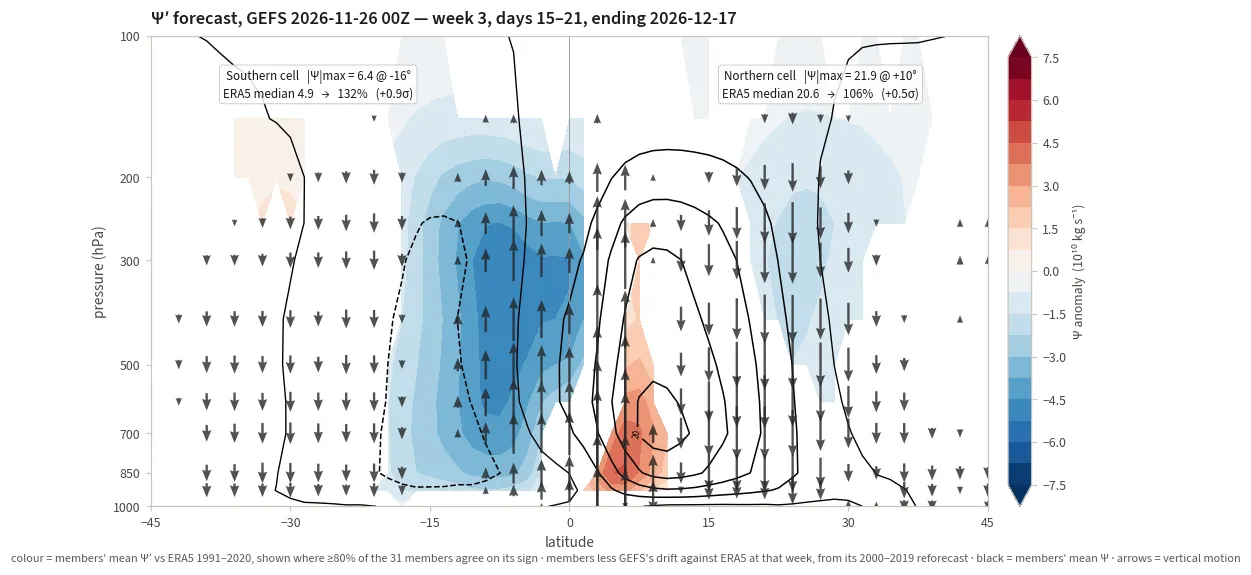 Ψ′ forecast, GEFS 2026-11-26 00Z — week 3, days 15–21, ending 2026-12-17
Southern cell |Ψ|max = 6.4 @ -16°
ERA5 median 4.9 → 132% (+0.9σ)
Northern cell |Ψ|max = 21.9 @ +10°
ERA5 median 20.6 → 106% (+0.5σ)
pressure (hPa)
100
200
300
500
700
850
1000
20
−45
−30
−15
0
15
30
45
latitude
7.5
6.0
4.5
3.0
1.5
0.0
−1.5
−3.0
−4.5
−6.0
−7.5
Ψ anomaly (10¹⁰ kg s⁻¹)
colour = members' mean Ψ′ vs ERA5 1991–2020, shown where ≥80% of the 31 members agree on its sign · members less GEFS's drift against ERA5 at that week, from its 2000–2019 reforecast · black = members' mean Ψ · arrows = vertical motion